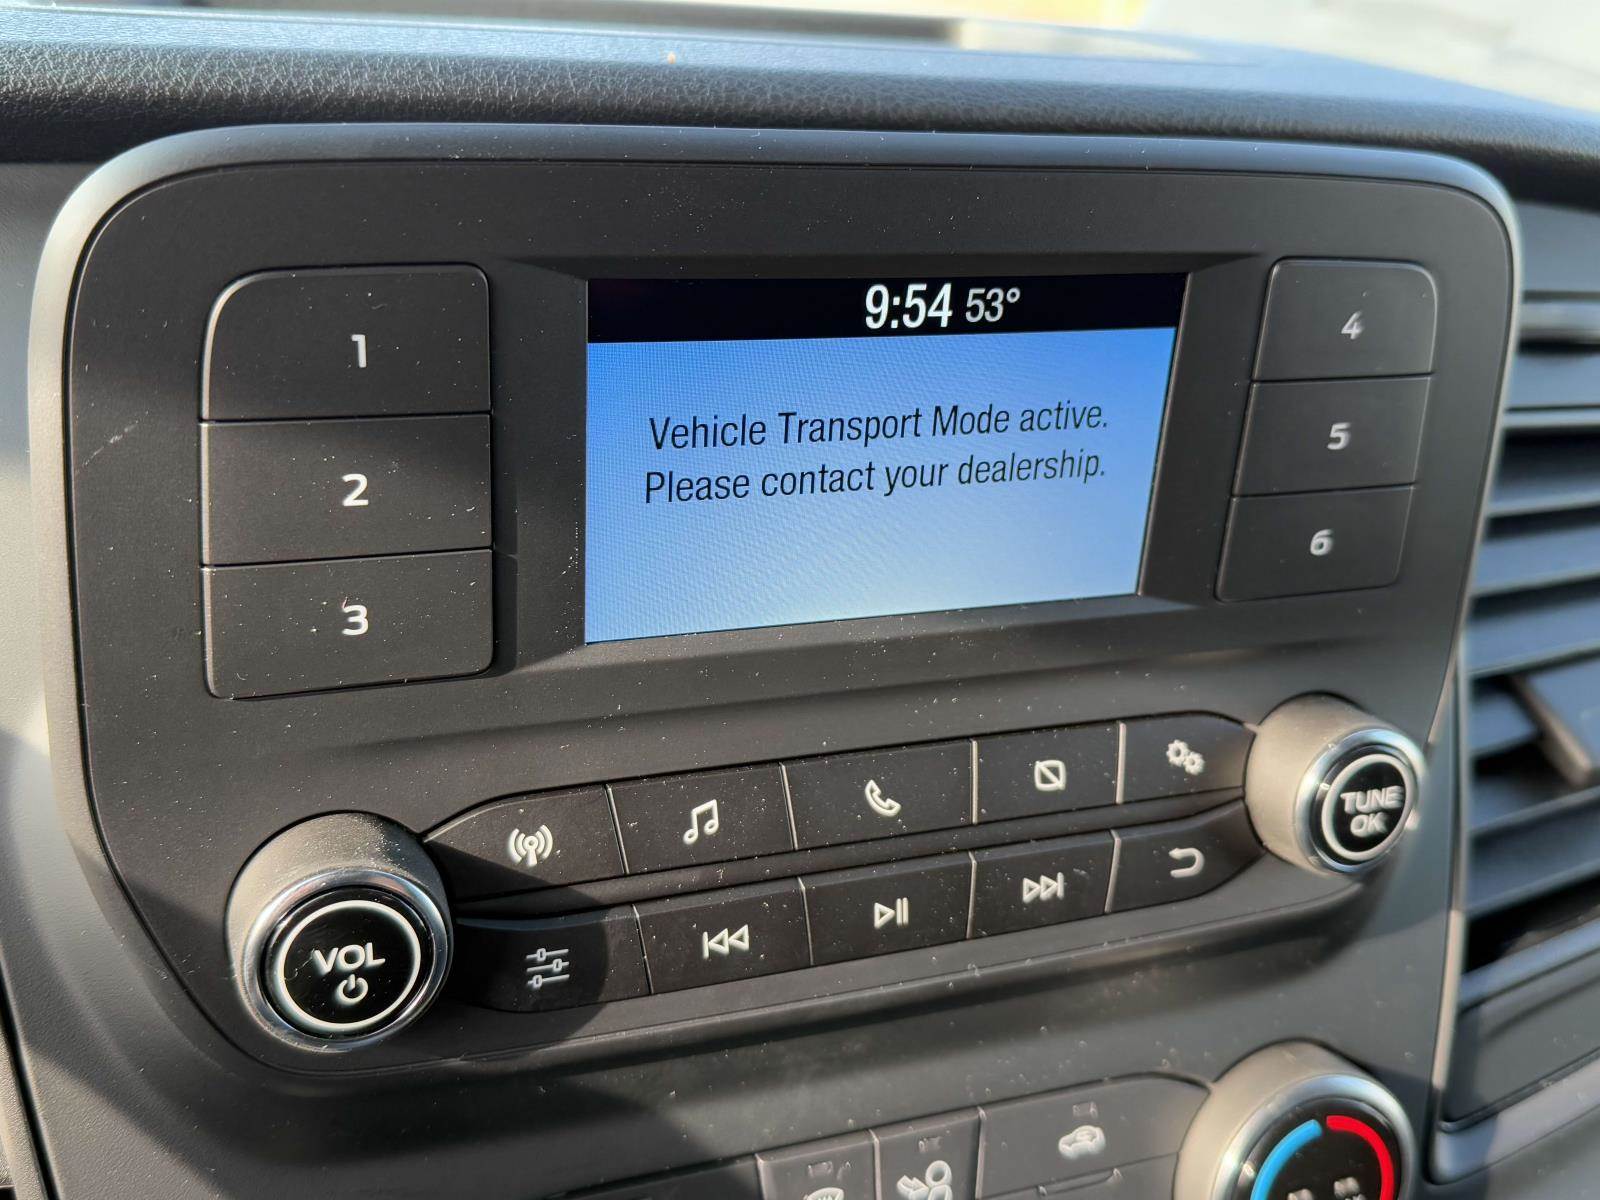 9:54 53°
Vehicle Transport Mode active.
Please contact your dealership.
1
2
3
4
5
6
VOL
TUNE
OK